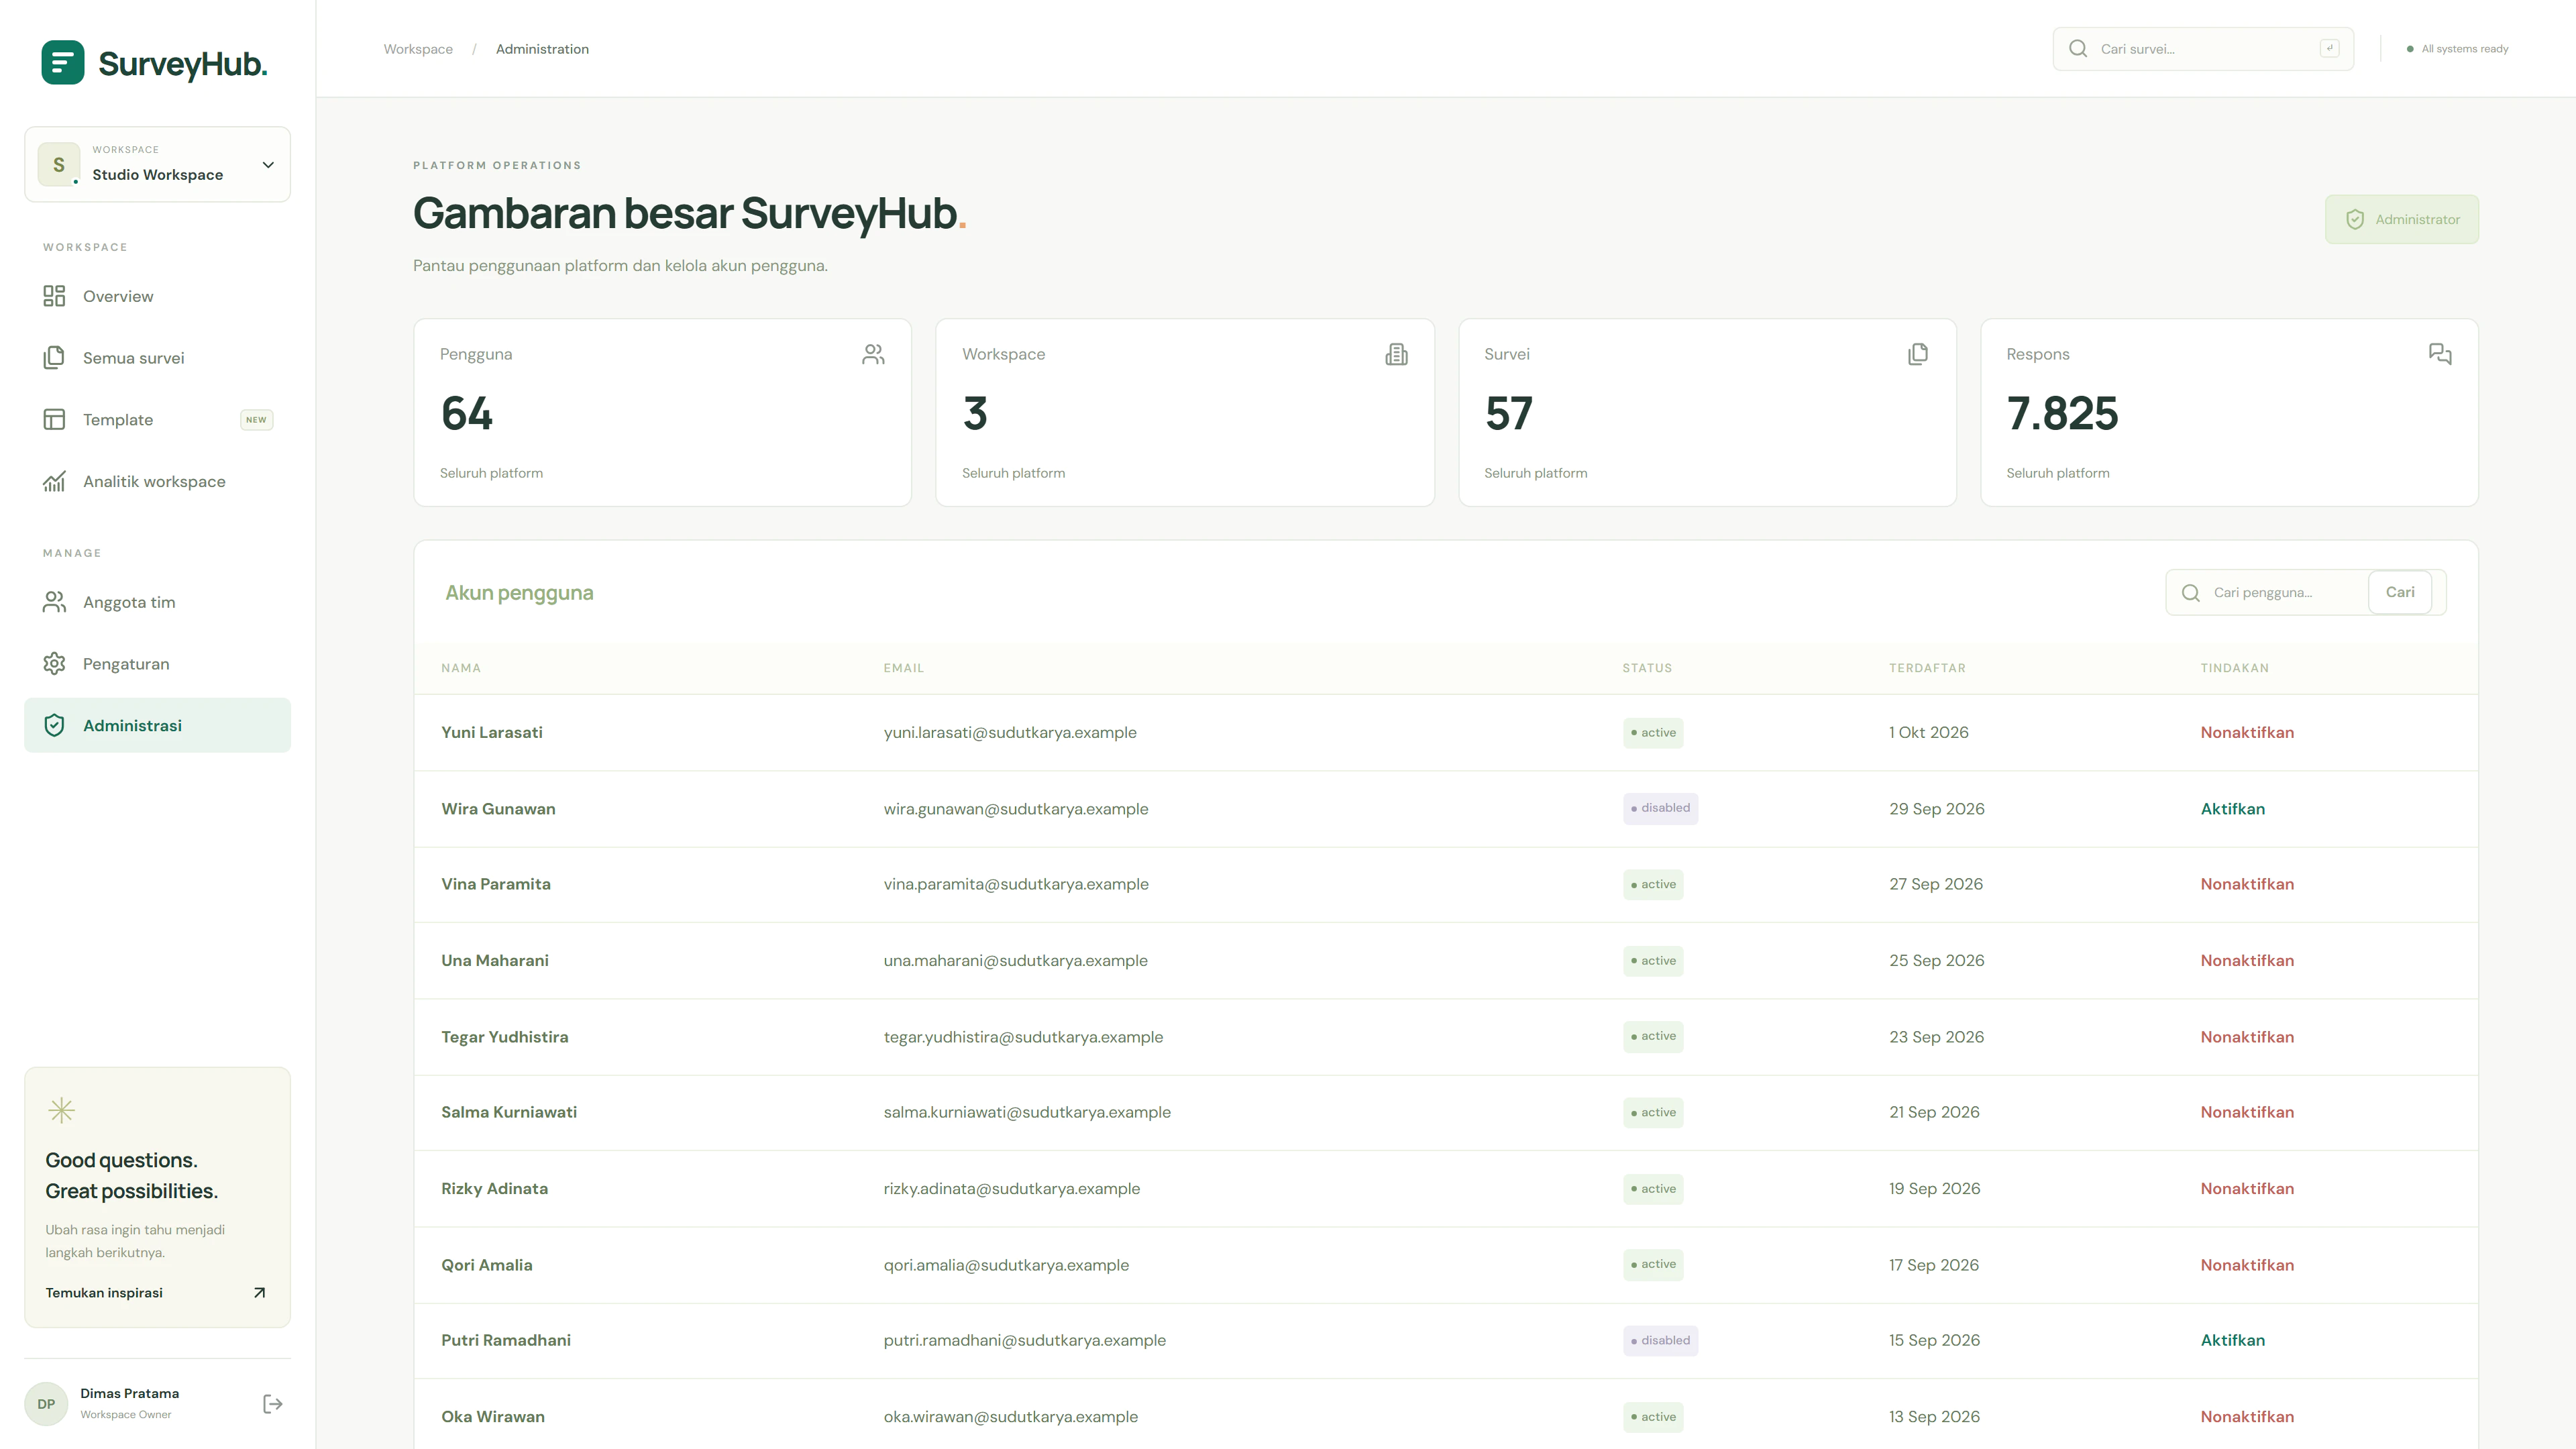 SurveyHub.
WORKSPACE
S
Studio Workspace
WORKSPACE
Overview
Semua survei
Template
NEW
Analitik workspace
MANAGE
Anggota tim
Pengaturan
Administrasi
Good questions.
Great possibilities.
Ubah rasa ingin tahu menjadi
langkah berikutnya.
Temukan inspirasi
DP
Dimas Pratama
Workspace Owner
Workspace / Administration
Cari survei...
All systems ready
PLATFORM OPERATIONS
Gambaran besar SurveyHub.
Pantau penggunaan platform dan kelola akun pengguna.
Administrator
Pengguna
64
Seluruh platform
Workspace
3
Seluruh platform
Survei
57
Seluruh platform
Respons
7.825
Seluruh platform
Akun pengguna
Cari pengguna...
Cari
NAMA EMAIL STATUS TERDAFTAR TINDAKAN
Yuni Larasati yuni.larasati@sudutkarya.example active 1 Okt 2026 Nonaktifkan
Wira Gunawan wira.gunawan@sudutkarya.example disabled 29 Sep 2026 Aktifkan
Vina Paramita vina.paramita@sudutkarya.example active 27 Sep 2026 Nonaktifkan
Una Maharani una.maharani@sudutkarya.example active 25 Sep 2026 Nonaktifkan
Tegar Yudhistira tegar.yudhistira@sudutkarya.example active 23 Sep 2026 Nonaktifkan
Salma Kurniawati salma.kurniawati@sudutkarya.example active 21 Sep 2026 Nonaktifkan
Rizky Adinata rizky.adinata@sudutkarya.example active 19 Sep 2026 Nonaktifkan
Qori Amalia qori.amalia@sudutkarya.example active 17 Sep 2026 Nonaktifkan
Putri Ramadhani putri.ramadhani@sudutkarya.example disabled 15 Sep 2026 Aktifkan
Oka Wirawan oka.wirawan@sudutkarya.example active 13 Sep 2026 Nonaktifkan